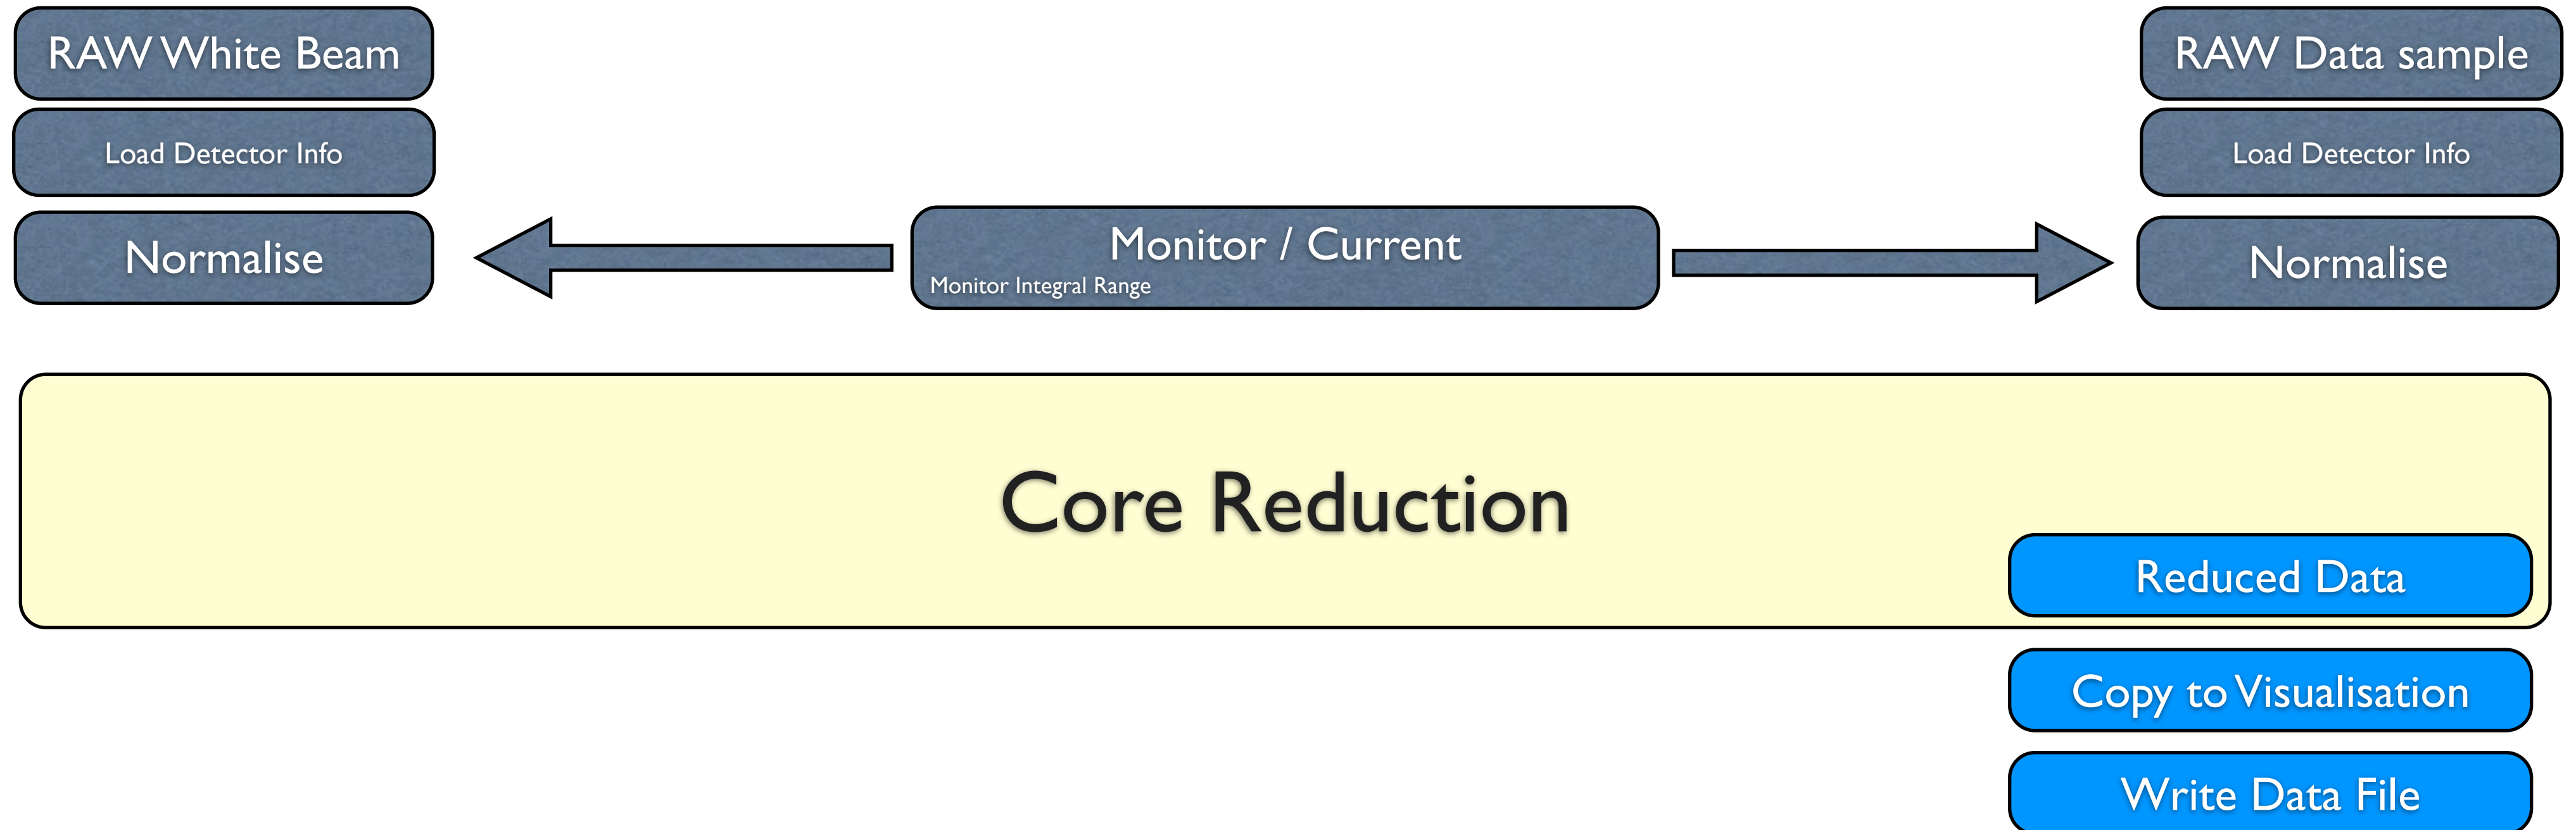 RAW White Beam
Load Detector Info
Normalise
Monitor / Current
Monitor Integral Range
RAW Data sample
Load Detector Info
Normalise
Core Reduction
Reduced Data
Copy to Visualisation
Write Data File